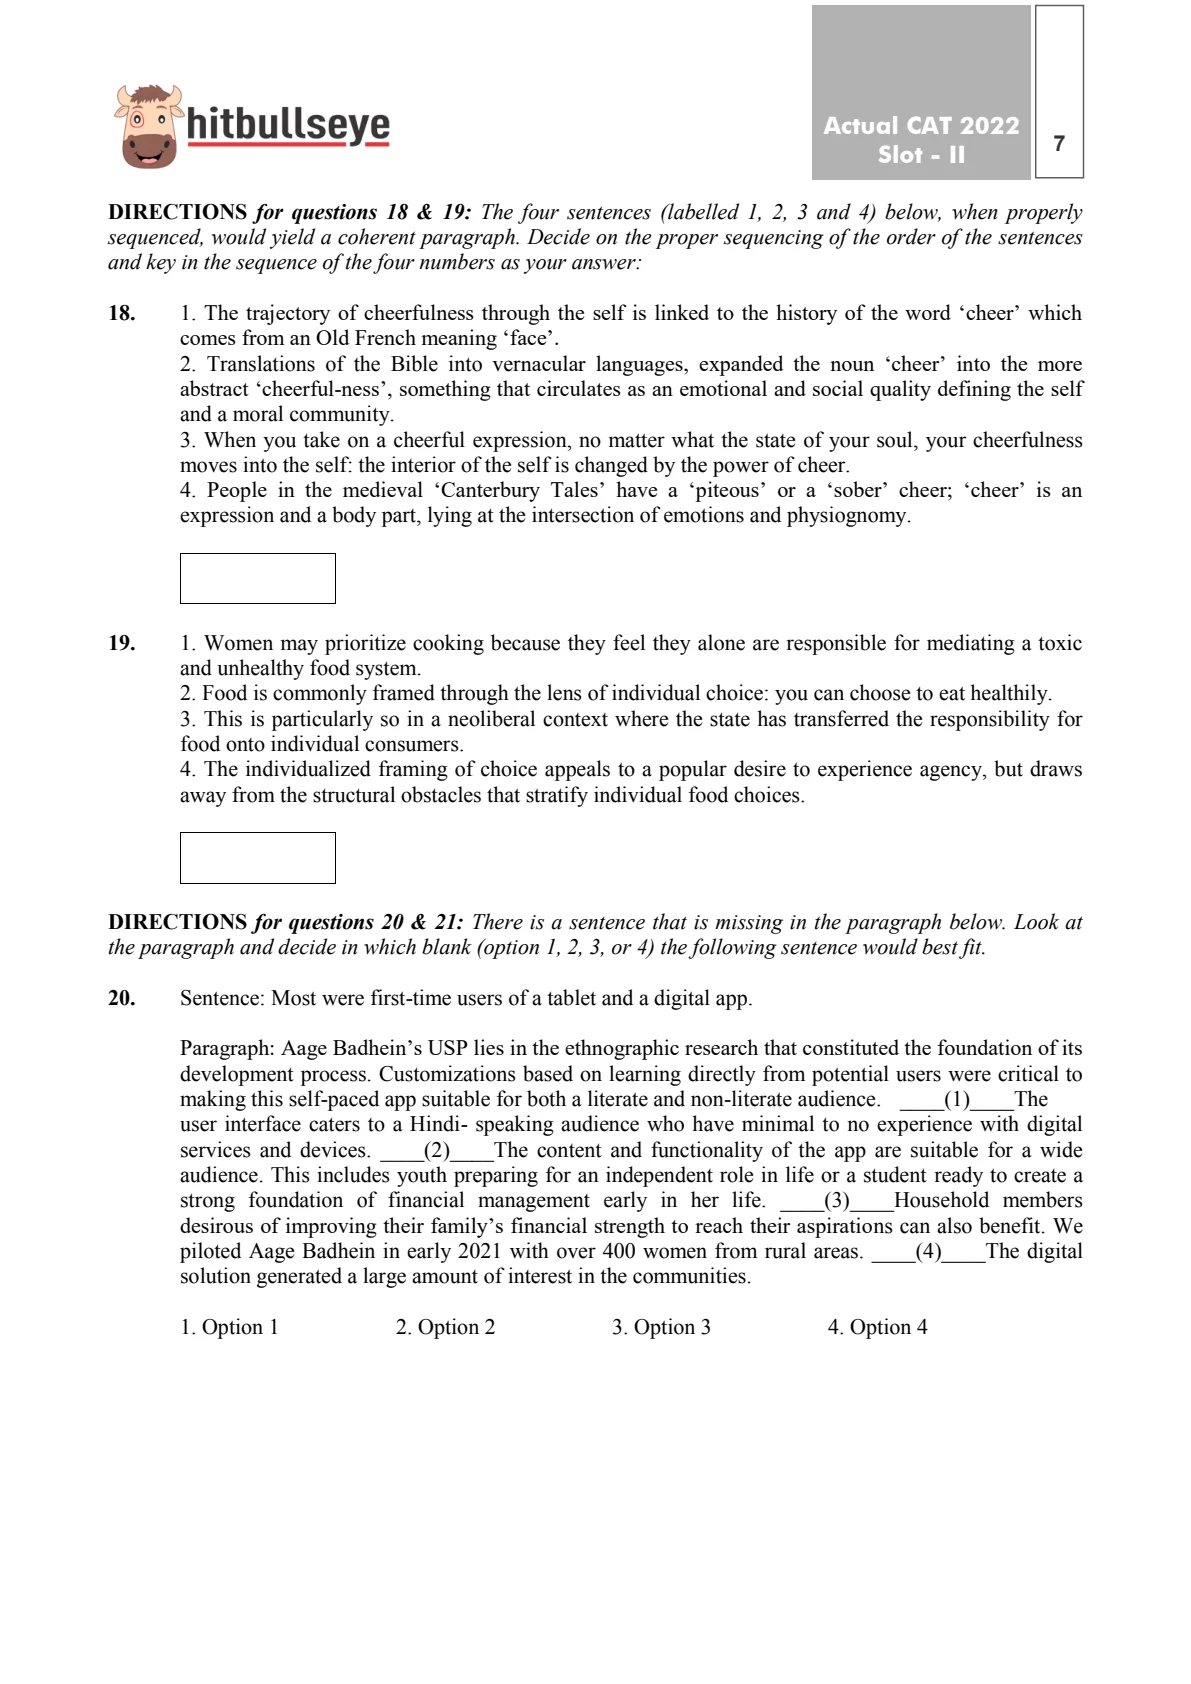 hitbullseye
Actual CAT 2022
Slot - II
7
DIRECTIONS for questions 18 & 19: The four sentences (labelled 1, 2, 3 and 4) below, when properly
sequenced, would yield a coherent paragraph. Decide on the proper sequencing of the order of the sentences
and key in the sequence of the four numbers as your answer:
18. 1. The trajectory of cheerfulness through the self is linked to the history of the word ‘cheer’ which
comes from an Old French meaning ‘face’.
2. Translations of the Bible into vernacular languages, expanded the noun ‘cheer’ into the more
abstract ‘cheerful-ness’, something that circulates as an emotional and social quality defining the self
and a moral community.
3. When you take on a cheerful expression, no matter what the state of your soul, your cheerfulness
moves into the self: the interior of the self is changed by the power of cheer.
4. People in the medieval ‘Canterbury Tales’ have a ‘piteous’ or a ‘sober’ cheer; ‘cheer’ is an
expression and a body part, lying at the intersection of emotions and physiognomy.
19. 1. Women may prioritize cooking because they feel they alone are responsible for mediating a toxic
and unhealthy food system.
2. Food is commonly framed through the lens of individual choice: you can choose to eat healthily.
3. This is particularly so in a neoliberal context where the state has transferred the responsibility for
food onto individual consumers.
4. The individualized framing of choice appeals to a popular desire to experience agency, but draws
away from the structural obstacles that stratify individual food choices.
DIRECTIONS for questions 20 & 21: There is a sentence that is missing in the paragraph below. Look at
the paragraph and decide in which blank (option 1, 2, 3, or 4) the following sentence would best fit.
20. Sentence: Most were first-time users of a tablet and a digital app.
Paragraph: Aage Badhein’s USP lies in the ethnographic research that constituted the foundation of its
development process. Customizations based on learning directly from potential users were critical to
making this self-paced app suitable for both a literate and non-literate audience. ____(1)____The
user interface caters to a Hindi- speaking audience who have minimal to no experience with digital
services and devices. ____(2)____The content and functionality of the app are suitable for a wide
audience. This includes youth preparing for an independent role in life or a student ready to create a
strong foundation of financial management early in her life. ____(3)____Household members
desirous of improving their family’s financial strength to reach their aspirations can also benefit. We
piloted Aage Badhein in early 2021 with over 400 women from rural areas. ____(4)____The digital
solution generated a large amount of interest in the communities.
1. Option 1 2. Option 2 3. Option 3 4. Option 4